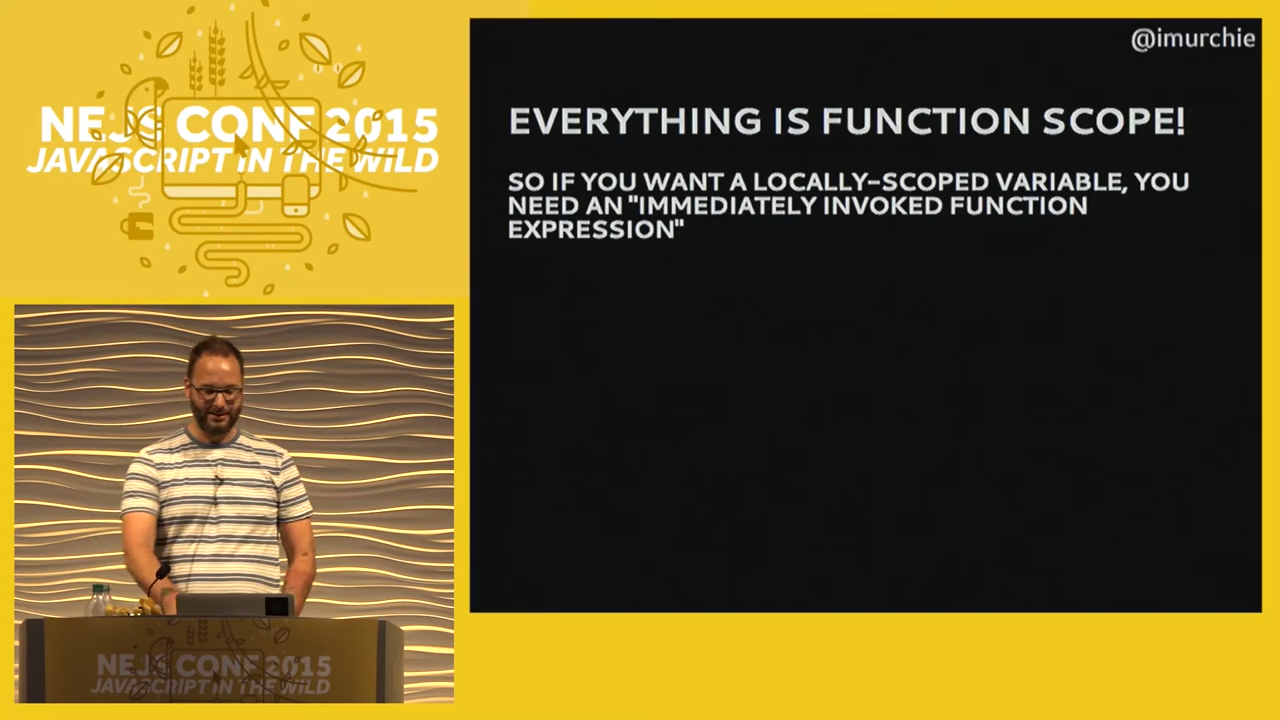 NEJS CONF 2015
JAVASCRIPT IN THE WILD
@imurchie
EVERYTHING IS FUNCTION SCOPE!
SO IF YOU WANT A LOCALLY-SCOPED VARIABLE, YOU
NEED AN "IMMEDIATELY INVOKED FUNCTION
EXPRESSION"
NEJS CONF 2015
JAVASCRIPT IN THE WILD